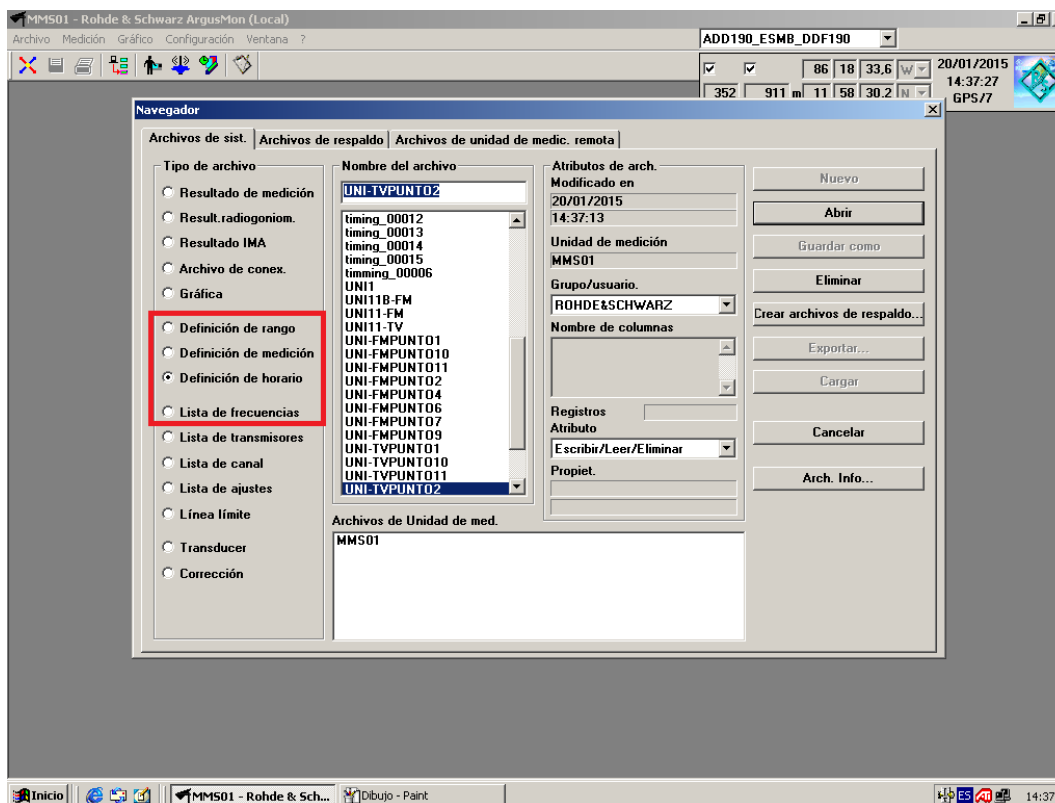 MMS01 - Rohde & Schwarz ArgusMon (Local)
Archivo Medición Gráfico Configuración Ventana ?
ADD190_ESMB_DDF190
86 18 33,6 W
20/01/2015
14:37:27
GPS/7
352 911 m 11 58 30.2 N
Navegador
Archivos de sist. Archivos de respaldo Archivos de unidad de medic. remota
Tipo de archivo
Resultado de medición
Result.radiogoniom.
Resultado IMA
Archivo de conex.
Gráfica
Definición de rango
Definición de medición
Definición de horario
Lista de frecuencias
Lista de transmisores
Lista de canal
Lista de ajustes
Línea límite
Transducer
Corrección
Nombre del archivo
UNI-TVPUNTO2
timing_00012
timing_00013
timing_00014
timing_00015
timming_00006
UNI1
UNI11B-FM
UNI11-FM
UNI11-TV
UNI-FMPUNTO1
UNI-FMPUNTO10
UNI-FMPUNTO11
UNI-FMPUNTO2
UNI-FMPUNTO4
UNI-FMPUNTO6
UNI-FMPUNTO7
UNI-FMPUNTO9
UNI-TVPUNTO1
UNI-TVPUNTO10
UNI-TVPUNTO11
UNI-TVPUNTO2
Archivos de Unidad de med.
MMS01
Atributos de arch.
Modificado en
20/01/2015
14:37:13
Unidad de medición
MMS01
Grupo/usuario.
ROHDE&SCHWARZ
Nombre de columnas
Registros
Atributo
Escribir/Leer/Eliminar
Propiet.
Nuevo
Abrir
Guardar como
Eliminar
Crear archivos de respaldo...
Exportar...
Cargar
Cancelar
Arch. Info...
Inicio
MMS01 - Rohde & Sch...
Dibujo - Paint
ES
14:37